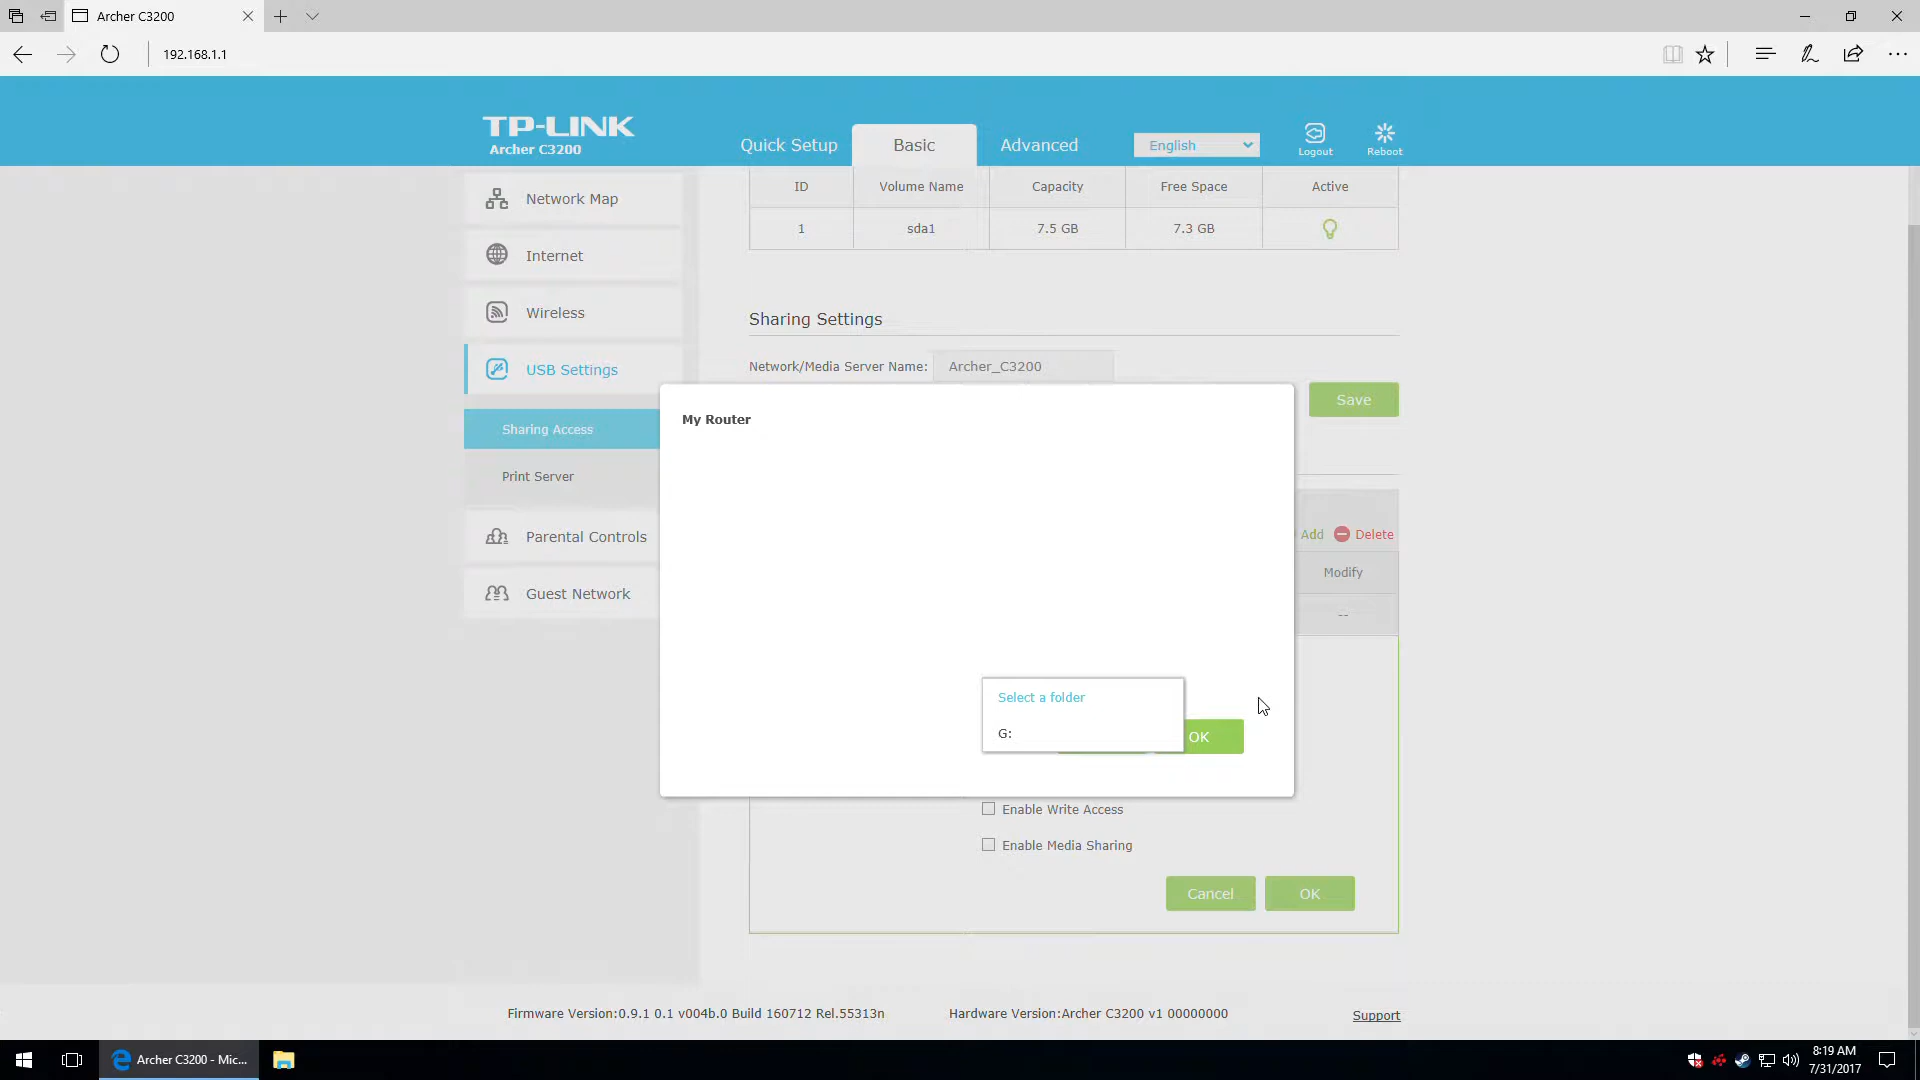 Archer C3200
192.168.1.1
TP-LINK
Archer C3200
Quick Setup
Basic
Advanced
English
Logout
Reboot
Network Map
Internet
Wireless
USB Settings
Sharing Access
Print Server
Parental Controls
Guest Network
ID Volume Name Capacity Free Space Active
1 sda1 7.5 GB 7.3 GB
Sharing Settings
Network/Media Server Name: Archer_C3200
Save
My Router
Add Delete
Modify
--
Select a folder
G:
OK
Enable Write Access
Enable Media Sharing
Cancel OK
Firmware Version:0.9.1 0.1 v004b.0 Build 160712 Rel.55313n Hardware Version:Archer C3200 v1 00000000 Support
Archer C3200 - Mic...
8:19 AM
7/31/2017